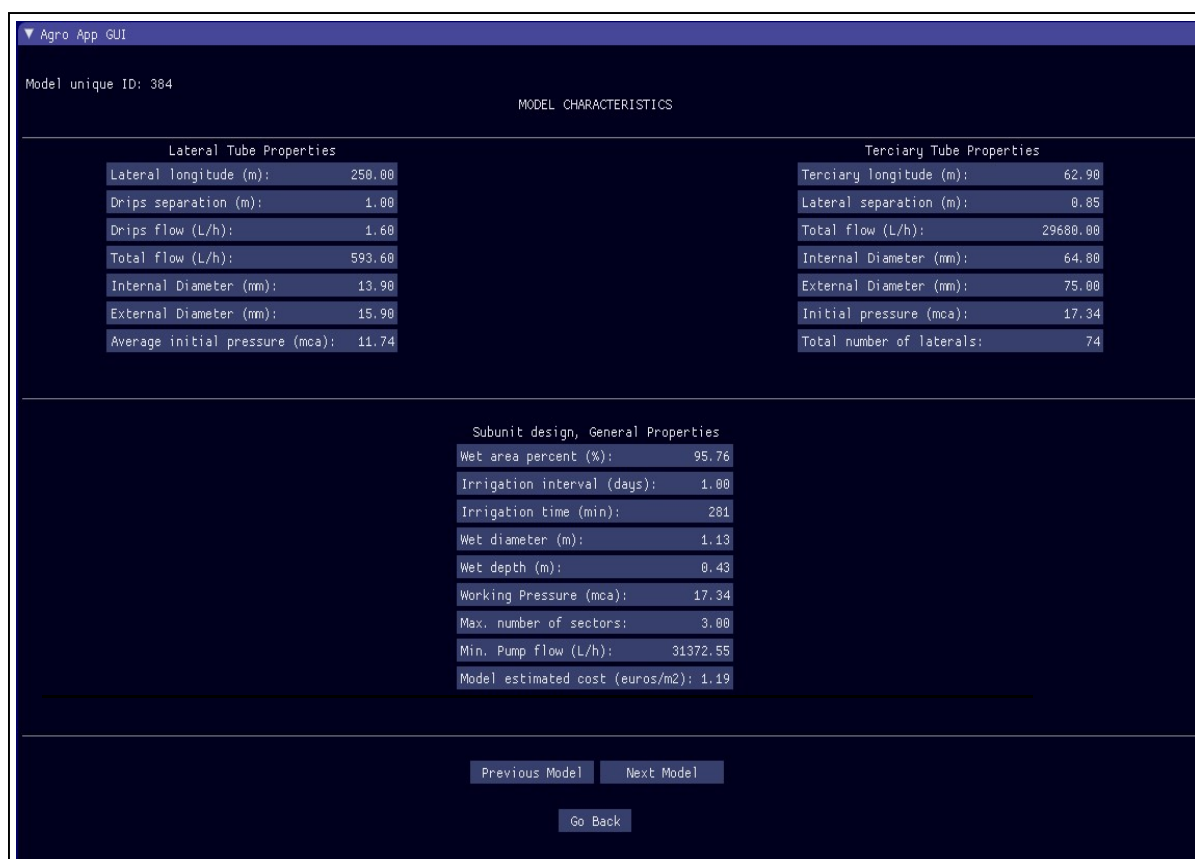 ▼ Agro App GUI
Model unique ID: 384
MODEL CHARACTERISTICS
Lateral Tube Properties
Lateral longitude (m): 250.00
Drips separation (m): 1.00
Drips flow (L/h): 1.60
Total flow (L/h): 593.60
Internal Diameter (mm): 13.90
External Diameter (mm): 15.90
Average initial pressure (mca): 11.74
Terciary Tube Properties
Terciary longitude (m): 62.90
Lateral separation (m): 0.85
Total flow (L/h): 29680.00
Internal Diameter (mm): 64.80
External Diameter (mm): 75.00
Initial pressure (mca): 17.34
Total number of laterals: 74
Subunit design, General Properties
Wet area percent (%): 95.76
Irrigation interval (days): 1.00
Irrigation time (min): 281
Wet diameter (m): 1.13
Wet depth (m): 0.43
Working Pressure (mca): 17.34
Max. number of sectors: 3.00
Min. Pump flow (L/h): 31372.55
Model estimated cost (euros/m2): 1.19
Previous Model Next Model
Go Back